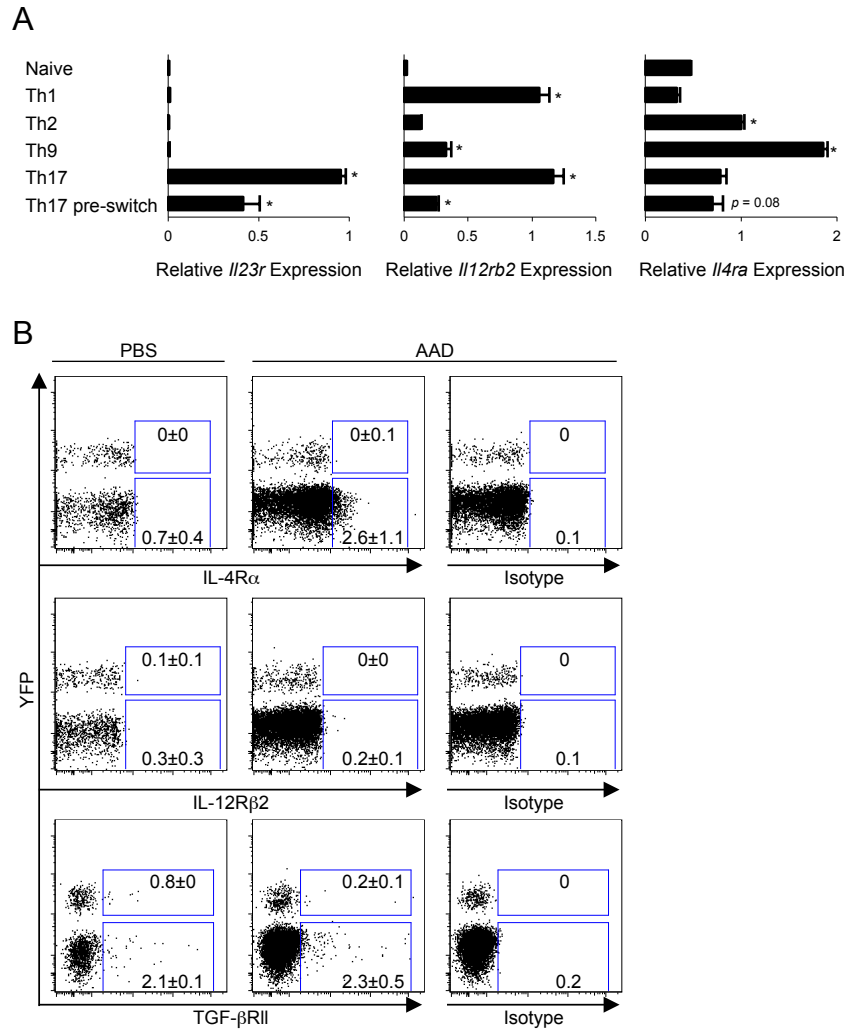 A
Naive
Th1
Th2
Th9
Th17
Th17 pre-switch
* * *
* *
* *
* * *
* * p = 0.08
0 0.5 1 0 0.5 1 1.5 0 1 2
Relative Il23r Expression Relative Il12rb2 Expression Relative Il4ra Expression
B
PBS AAD
0±0 0±0.1 0
0.7±0.4 2.6±1.1 0.1
IL-4Rα Isotype
YFP
0.1±0.1 0±0 0
0.3±0.3 0.2±0.1 0.1
IL-12Rβ2 Isotype
0.8±0 0.2±0.1 0
2.1±0.1 2.3±0.5 0.2
TGF-βRII Isotype